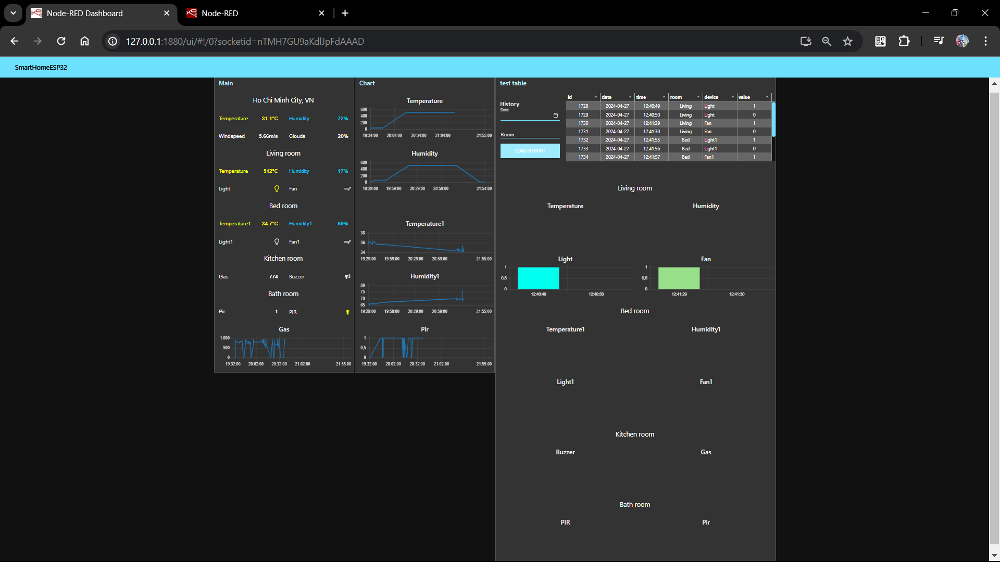 Node-RED Dashboard
Node-RED
127.0.0.1:1880/ui/#!/0?socketid=nTMH7GU9aKdlJpFdAAAD
SmartHomeESP32
Main
Ho Chi Minh City, VN
Temperature. 31.1°C Humidity. 72%
Windspeed 5.66m/s Clouds 20%
Living room
Temperature 512°C Humidity 17%
Light Fan
Bed room
Temperature1 34.7°C Humidity1 69%
Light1 Fan1
Kitchen room
Gas 774 Buzzer
Bath room
Pir 1 PIR
Gas
1.000
500
0
19:32:00 20:02:00 20:32:00 21:02:00 21:55:00
Chart
Temperature
600
400
200
0
19:34:00 20:04:00 20:34:00 21:04:00 21:55:00
Humidity
600
400
200
0
19:29:00 19:59:00 20:29:00 20:59:00 21:54:00
Temperature1
38
36
34
19:29:00 19:59:00 20:29:00 20:59:00 21:55:00
Humidity1
80
75
70
65
19:29:00 19:59:00 20:29:00 20:59:00 21:55:00
Pir
1
0,5
0
19:32:00 20:02:00 20:32:00 21:02:00 21:55:00
test table
History
Date
Room
LOAD REPORT
id date time room device value
1728 2024-04-27 12:40:49 Living Light 1
1729 2024-04-27 12:40:50 Living Light 0
1730 2024-04-27 12:41:29 Living Fan 1
1731 2024-04-27 12:41:30 Living Fan 0
1732 2024-04-27 12:41:55 Bed Light1 1
1733 2024-04-27 12:41:56 Bed Light1 0
1734 2024-04-27 12:41:57 Bed Fan1 1
Living room
Temperature Humidity
Light Fan
1 1
0,5 0,5
0 0
12:40:49 12:40:50 12:41:29 12:41:30
Bed room
Temperature1 Humidity1
Light1 Fan1
Kitchen room
Buzzer Gas
Bath room
PIR Pir